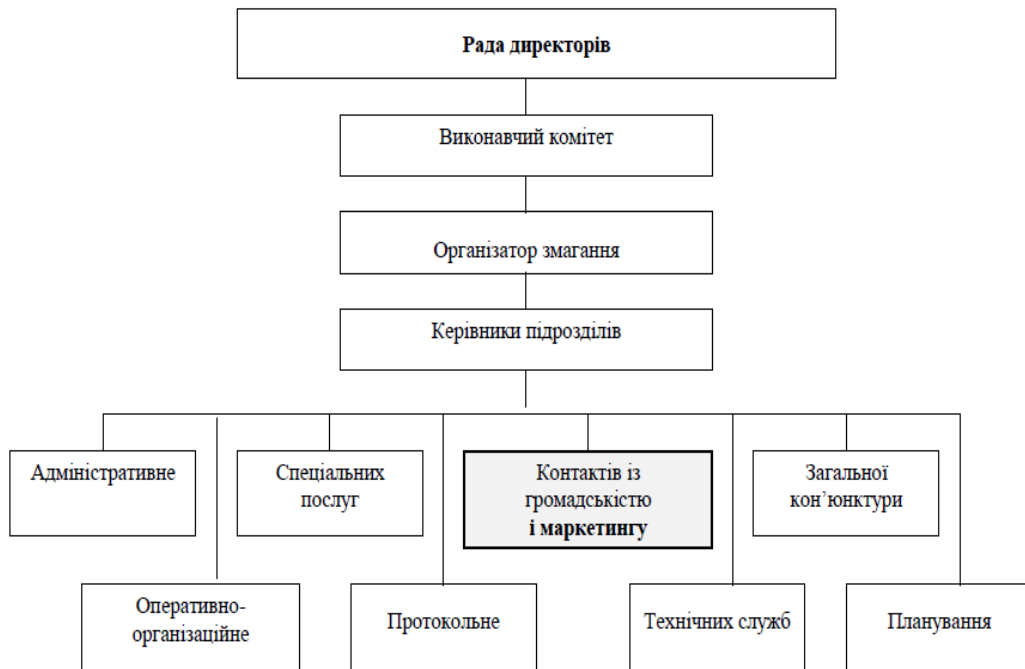 Рада директорів
Виконавчий комітет
Організатор змагання
Керівники підрозділів
Адміністративне
Спеціальних
послуг
Контактів із
громадськістю
і маркетингу
Загальної
кон’юнктури
Оперативно-
організаційне
Протокольне
Технічних служб
Планування